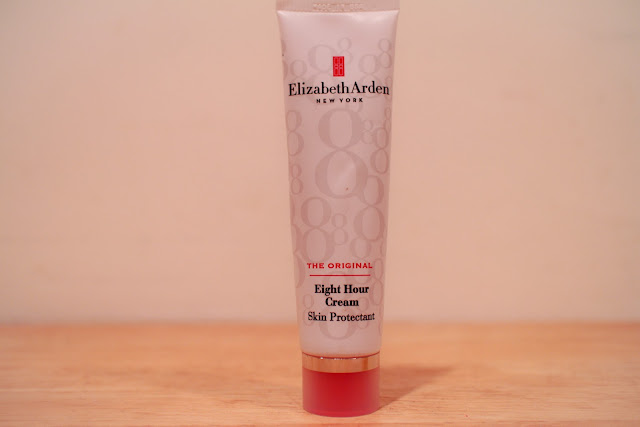 Elizabeth Arden
NEW YORK
THE ORIGINAL
Eight Hour
Cream
Skin Protectant